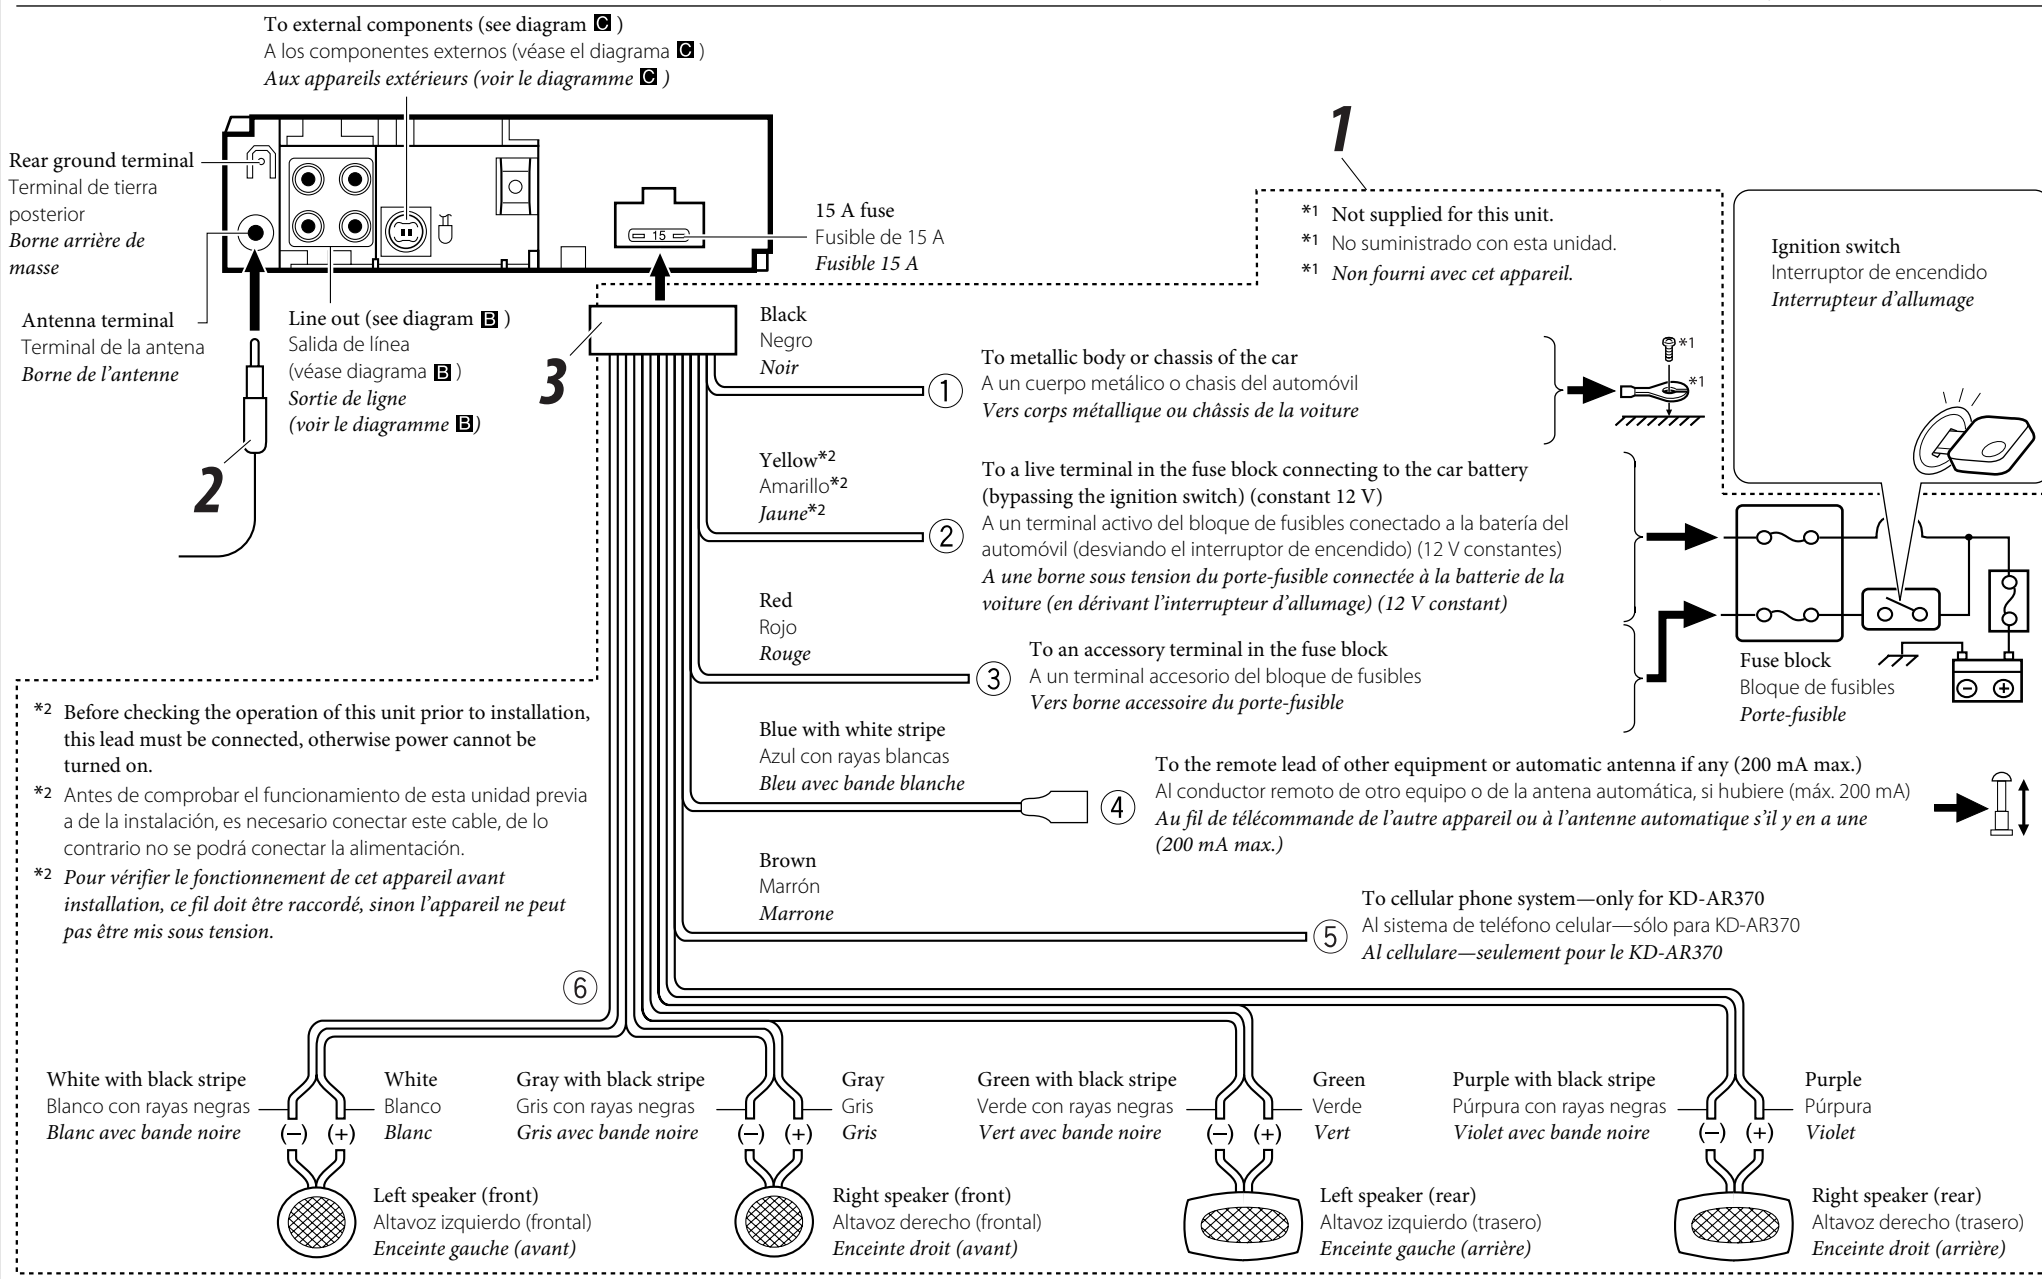 To external components (see diagram C )
A los componentes externos (véase el diagrama C )
Aux appareils extérieurs (voir le diagramme C )
Rear ground terminal
Terminal de tierra
posterior
Borne arrière de
masse
15
15 A fuse
Fusible de 15 A
Fusible 15 A
Antenna terminal
Terminal de la antena
Borne de l'antenne
Line out (see diagram B )
Salida de línea
(véase diagrama B )
Sortie de ligne
(voir le diagramme B)
1
2
3
*1 Not supplied for this unit.
*1 No suministrado con esta unidad.
*1 Non fourni avec cet appareil.
Ignition switch
Interruptor de encendido
Interrupteur d'allumage
Black
Negro
Noir
①
To metallic body or chassis of the car
A un cuerpo metálico o chasis del automóvil
Vers corps métallique ou châssis de la voiture
*1
*1
Yellow*2
Amarillo*2
Jaune*2
②
To a live terminal in the fuse block connecting to the car battery
(bypassing the ignition switch) (constant 12 V)
A un terminal activo del bloque de fusibles conectado a la batería del
automóvil (desviando el interruptor de encendido) (12 V constantes)
A une borne sous tension du porte-fusible connectée à la batterie de la
voiture (en dérivant l'interrupteur d'allumage) (12 V constant)
Red
Rojo
Rouge
③
To an accessory terminal in the fuse block
A un terminal accesorio del bloque de fusibles
Vers borne accessoire du porte-fusible
Fuse block
Bloque de fusibles
Porte-fusible
⊖ ⊕
*2 Before checking the operation of this unit prior to installation,
this lead must be connected, otherwise power cannot be
turned on.
*2 Antes de comprobar el funcionamiento de esta unidad previa
a de la instalación, es necesario conectar este cable, de lo
contrario no se podrá conectar la alimentación.
*2 Pour vérifier le fonctionnement de cet appareil avant
installation, ce fil doit être raccordé, sinon l'appareil ne peut
pas être mis sous tension.
Blue with white stripe
Azul con rayas blancas
Bleu avec bande blanche
④
To the remote lead of other equipment or automatic antenna if any (200 mA max.)
Al conductor remoto de otro equipo o de la antena automática, si hubiere (máx. 200 mA)
Au fil de télécommande de l'autre appareil ou à l'antenne automatique s'il y en a une
(200 mA max.)
Brown
Marrón
Marrone
⑤
To cellular phone system—only for KD-AR370
Al sistema de teléfono celular—sólo para KD-AR370
Al cellulare—seulement pour le KD-AR370
⑥
White with black stripe
Blanco con rayas negras
Blanc avec bande noire
(−) (+)
White
Blanco
Blanc
Gray with black stripe
Gris con rayas negras
Gris avec bande noire
(−) (+)
Gray
Gris
Gris
Green with black stripe
Verde con rayas negras
Vert avec bande noire
(−) (+)
Green
Verde
Vert
Purple with black stripe
Púrpura con rayas negras
Violet avec bande noire
(−) (+)
Purple
Púrpura
Violet
Left speaker (front)
Altavoz izquierdo (frontal)
Enceinte gauche (avant)
Right speaker (front)
Altavoz derecho (frontal)
Enceinte droit (avant)
Left speaker (rear)
Altavoz izquierdo (trasero)
Enceinte gauche (arrière)
Right speaker (rear)
Altavoz derecho (trasero)
Enceinte droit (arrière)